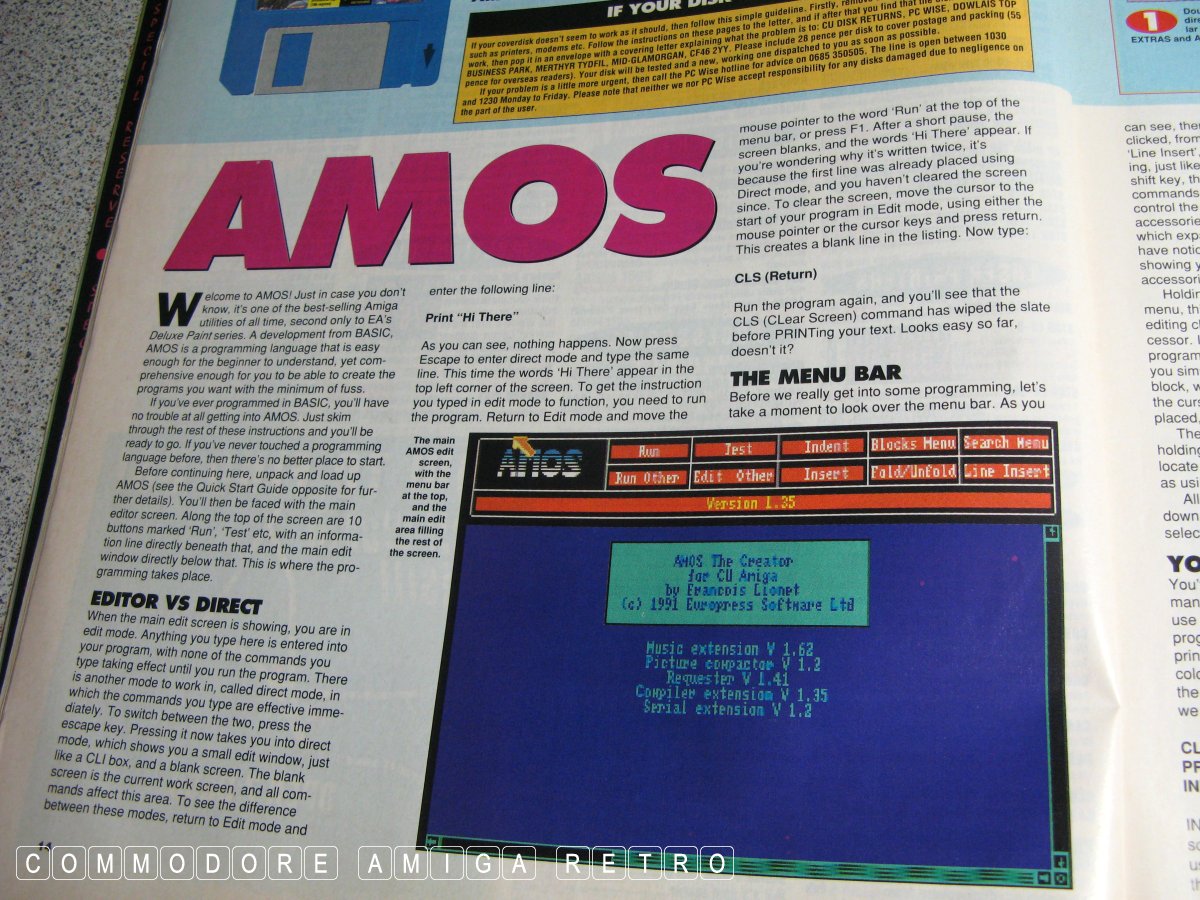 SPECIAL RESERVE
IF YOUR DISK
If your coverdisk doesn't seem to work as it should, then follow this simple guideline. Firstly, remove
such as printers, modems etc. Follow the instructions on these pages to the letter, and if after that you find that the
work, then pop it in an envelope with a covering letter explaining what the problem is to: CU DISK RETURNS, PC WISE, DOWLAIS TOP
BUSINESS PARK, MERTHYR TYDFIL, MID-GLAMORGAN, CF46 2YY. Please include 28 pence per disk to cover postage and packing (55
pence for overseas readers). Your disk will be tested and a new, working one dispatched to you as soon as possible.
If your problem is a little more urgent, then call the PC Wise hotline for advice on 0685 350505. The line is open between 1030
and 1230 Monday to Friday. Please note that neither we nor PC Wise accept responsibility for any disks damaged due to negligence on
the part of the user.
1
EXTRAS and A
AMOS
Welcome to AMOS! Just in case you don't
know, it's one of the best-selling Amiga
utilities of all time, second only to EA's
Deluxe Paint series. A development from BASIC,
AMOS is a programming language that is easy
enough for the beginner to understand, yet com-
prehensive enough for you to be able to create the
programs you want with the minimum of fuss.
If you've ever programmed in BASIC, you'll have
no trouble at all getting into AMOS. Just skim
through the rest of these instructions and you'll be
ready to go. If you've never touched a programming
language before, then there's no better place to start.
Before continuing here, unpack and load up
AMOS (see the Quick Start Guide opposite for fur-
ther details). You'll then be faced with the main
editor screen. Along the top of the screen are 10
buttons marked 'Run', 'Test' etc, with an informa-
tion line directly beneath that, and the main edit
window directly below that. This is where the pro-
gramming takes place.
EDITOR VS DIRECT
When the main edit screen is showing, you are in
edit mode. Anything you type here is entered into
your program, with none of the commands you
type taking effect until you run the program. There
is another mode to work in, called direct mode, in
which the commands you type are effective imme-
diately. To switch between the two, press the
escape key. Pressing it now takes you into direct
mode, which shows you a small edit window, just
like a CLI box, and a blank screen. The blank
screen is the current work screen, and all com-
mands affect this area. To see the difference
between these modes, return to Edit mode and
14
enter the following line:
Print "Hi There"
As you can see, nothing happens. Now press
Escape to enter direct mode and type the same
line. This time the words 'Hi There' appear in the
top left corner of the screen. To get the instruction
you typed in edit mode to function, you need to run
the program. Return to Edit mode and move the
mouse pointer to the word 'Run' at the top of the
menu bar, or press F1. After a short pause, the
screen blanks, and the words 'Hi There' appear. If
you're wondering why it's written twice, it's
because the first line was already placed using
Direct mode, and you haven't cleared the screen
since. To clear the screen, move the cursor to the
start of your program in Edit mode, using either the
mouse pointer or the cursor keys and press return.
This creates a blank line in the listing. Now type:
CLS (Return)
Run the program again, and you'll see that the
CLS (CLear Screen) command has wiped the slate
before PRINTing your text. Looks easy so far,
doesn't it?
THE MENU BAR
Before we really get into some programming, let's
take a moment to look over the menu bar. As you
The main
AMOS edit
screen,
with the
menu bar
at the top,
and the
main edit
area filling
the rest of
the screen.
AMOS
Run Test Indent Blocks Menu Search Menu
Run Other Edit Other Insert Fold/Unfold Line Insert
Version 1.35
AMOS The Creator
for CU Amiga
by Francois Lionet
(c) 1991 Europress Software Ltd
Music extension V 1.62
Picture compactor V 1.2
Requester V 1.41
Compiler extension V 1.35
Serial extension V 1.2
can see, the
clicked, from
'Line Insert'.
ing, just like
shift key, th
commands
control the
accessorie
which exp
have notic
showing y
accessori
Holdin
menu, th
editing c
cessor. I
program
you sim
block, w
the curs
placed,
The
holding
locate
as usi
All
down
selec
YO
You'
man
use
prog
prin
colo
the
we
CL
PR
IN
IN
COMMODORE AMIGA RETRO